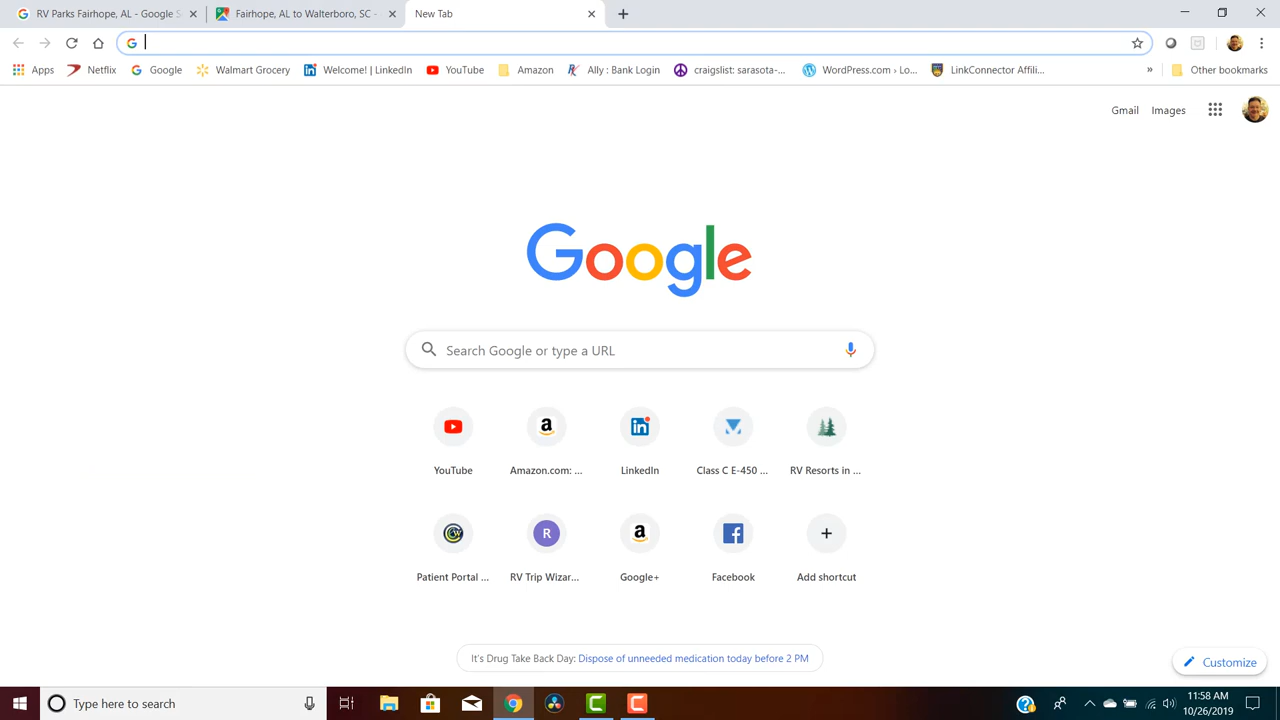 RV Parks Fairhope, AL - Google S
Fairhope, AL to Walterboro, SC -
New Tab
Apps
Netflix
Google
Walmart Grocery
Welcome! | LinkedIn
YouTube
Amazon
Ally : Bank Login
craigslist: sarasota-...
WordPress.com › Lo...
LinkConnector Affili...
»
Other bookmarks
Gmail
Images
Google
Search Google or type a URL
YouTube
Amazon.com: ...
LinkedIn
Class C E-450 ...
RV Resorts in ...
R
Patient Portal ...
RV Trip Wizar...
Google+
Facebook
Add shortcut
It's Drug Take Back Day: Dispose of unneeded medication today before 2 PM
Customize
Type here to search
11:58 AM
10/26/2019